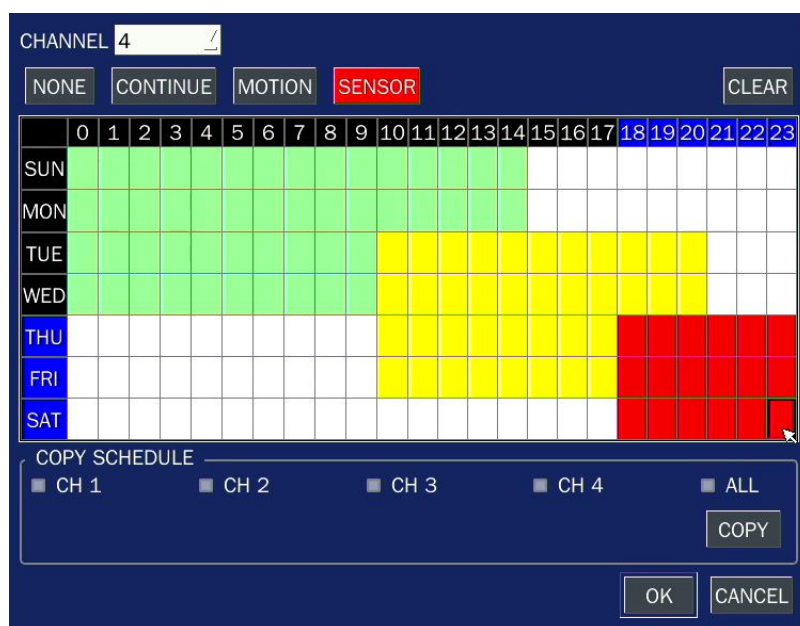 CHANNEL 4
NONE CONTINUE MOTION SENSOR CLEAR
0 1 2 3 4 5 6 7 8 9 10 11 12 13 14 15 16 17 18 19 20 21 22 23
SUN
MON
TUE
WED
THU
FRI
SAT
COPY SCHEDULE
CH 1 CH 2 CH 3 CH 4 ALL
COPY
OK CANCEL